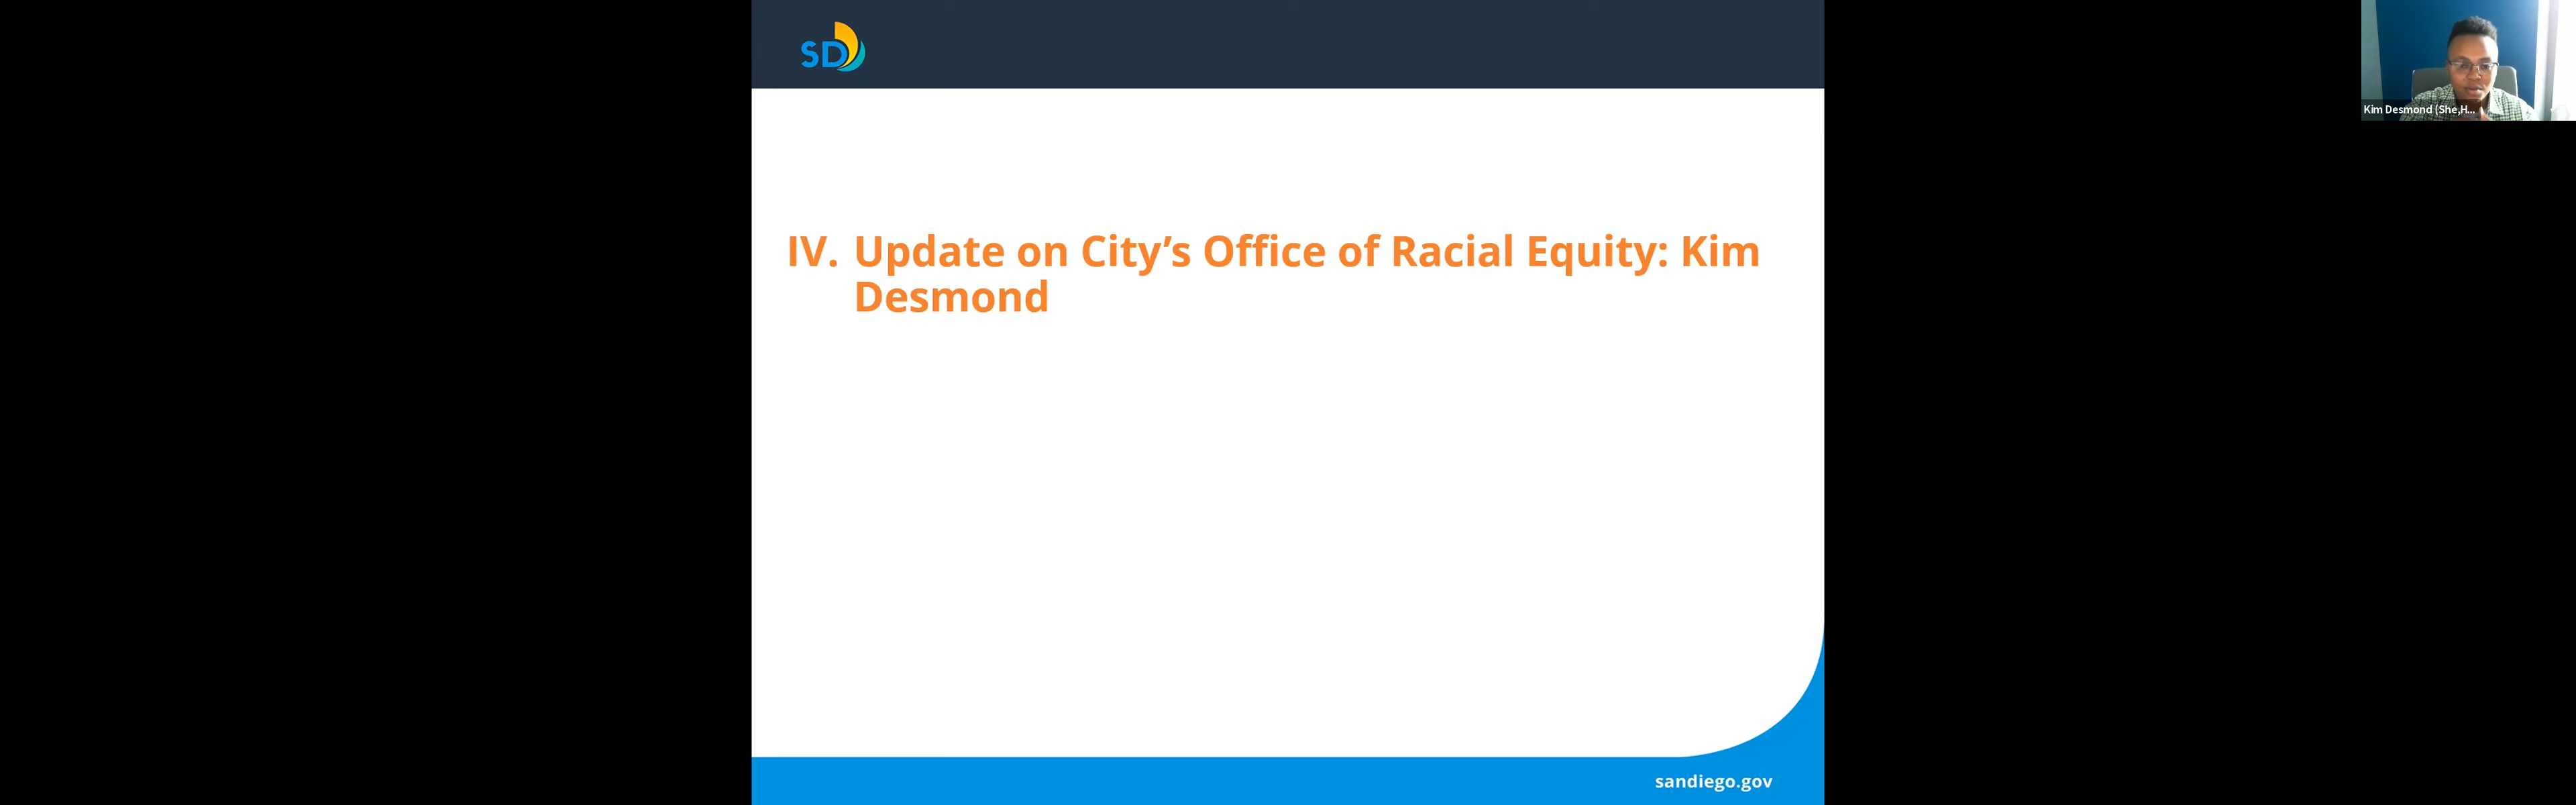 SD
Kim Desmond (She,H...
IV. Update on City’s Office of Racial Equity: Kim
Desmond
sandiego.gov